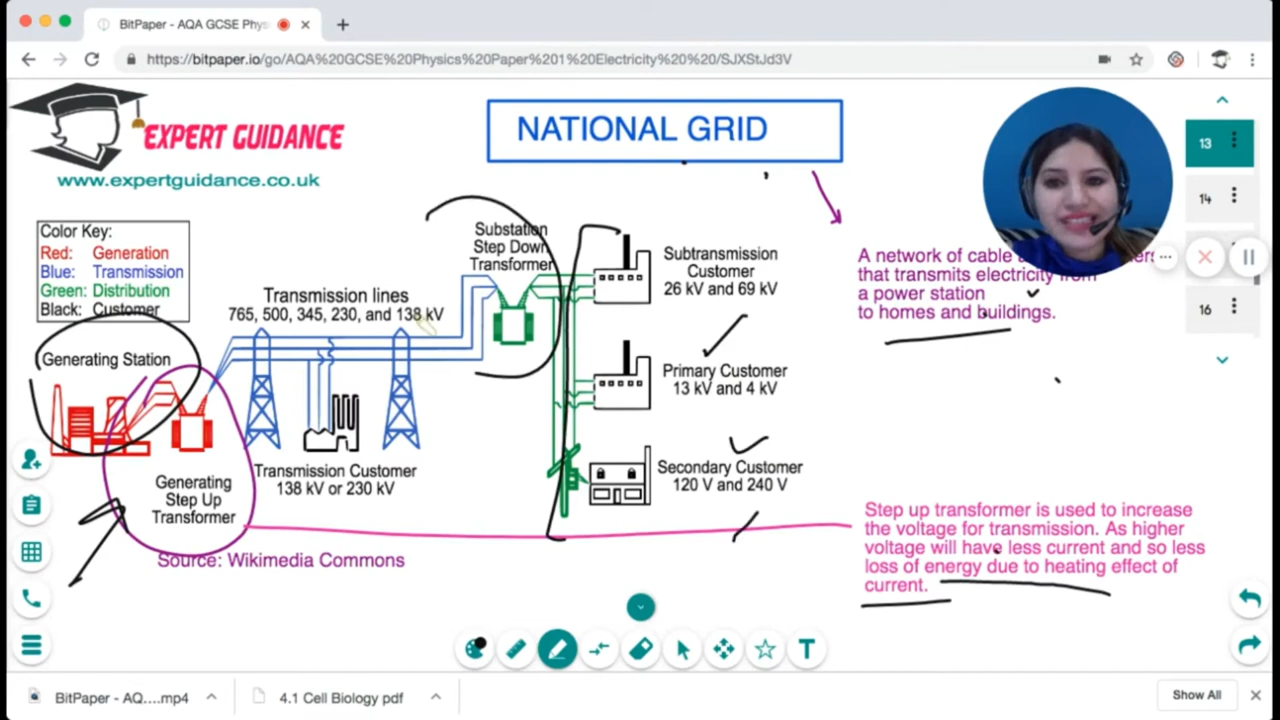 BitPaper - AQA GCSE Phys
https://bitpaper.io/go/AQA%20GCSE%20Physics%20Paper%201%20Electricity%20%20/SJXStJd3V
EXPERT GUIDANCE
www.expertguidance.co.uk
NATIONAL GRID
13
14
16
Color Key:
Red: Generation
Blue: Transmission
Green: Distribution
Black: Customer
Generating Station
Generating
Step Up
Transformer
Transmission lines
765, 500, 345, 230, and 138 kV
Transmission Customer
138 kV or 230 kV
Substation
Step Down
Transformer
Subtransmission
Customer
26 kV and 69 kV
Primary Customer
13 kV and 4 kV
Secondary Customer
120 V and 240 V
Source: Wikimedia Commons
A network of cable
that transmits electricity from
a power station
to homes and buildings.
Step up transformer is used to increase
the voltage for transmission. As higher
voltage will have less current and so less
loss of energy due to heating effect of
current.
T
BitPaper - AQ....mp4
4.1 Cell Biology pdf
Show All